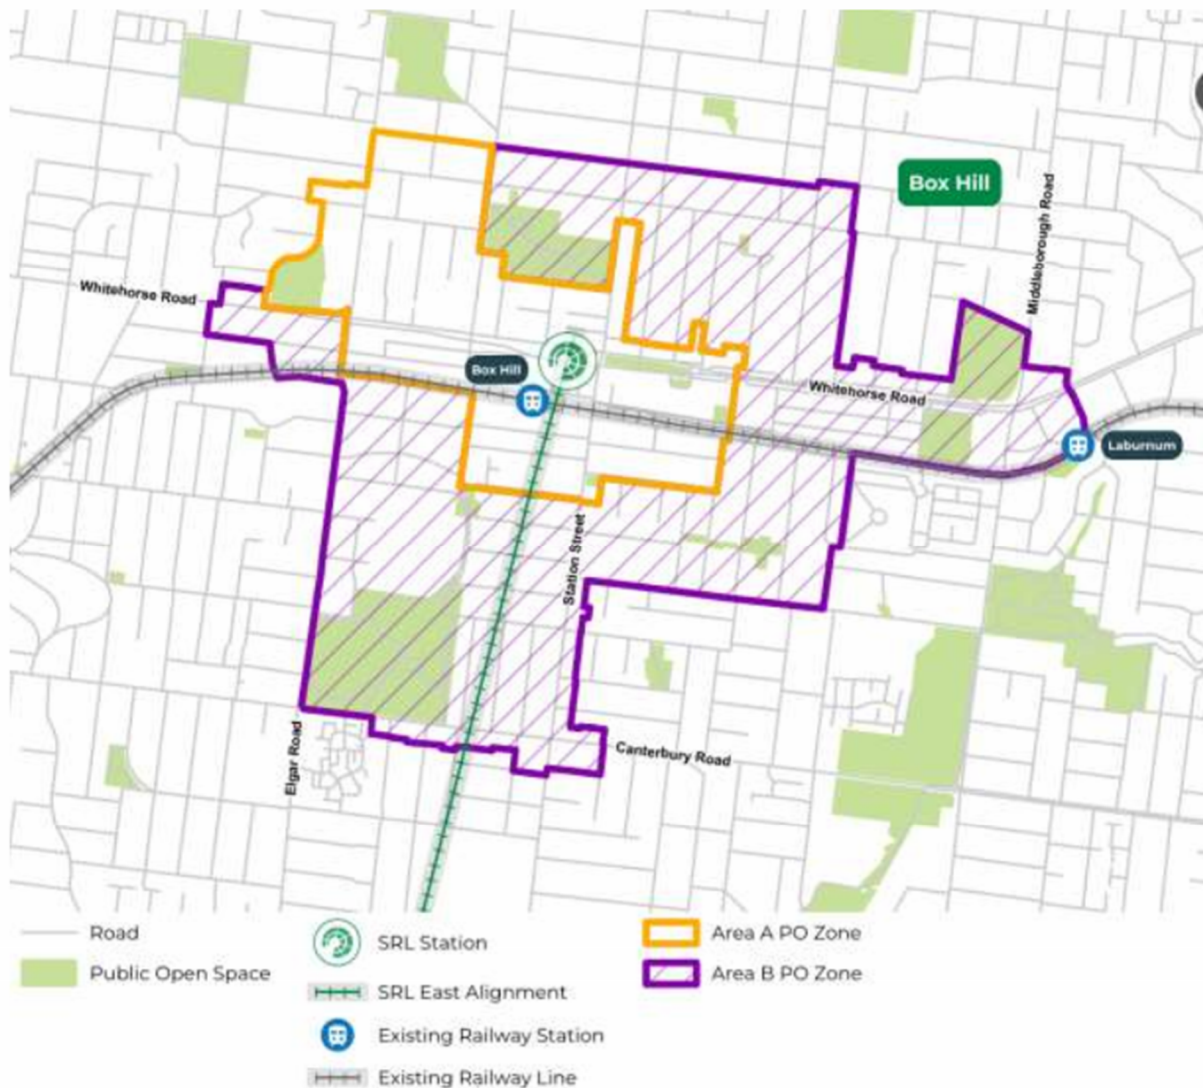 Box Hill
Middleborough Road
Whitehorse Road
Box Hill
Whitehorse Road
Laburnum
Station Street
Elgar Road
Canterbury Road
Road
Public Open Space
SRL Station
SRL East Alignment
Existing Railway Station
Existing Railway Line
Area A PO Zone
Area B PO Zone